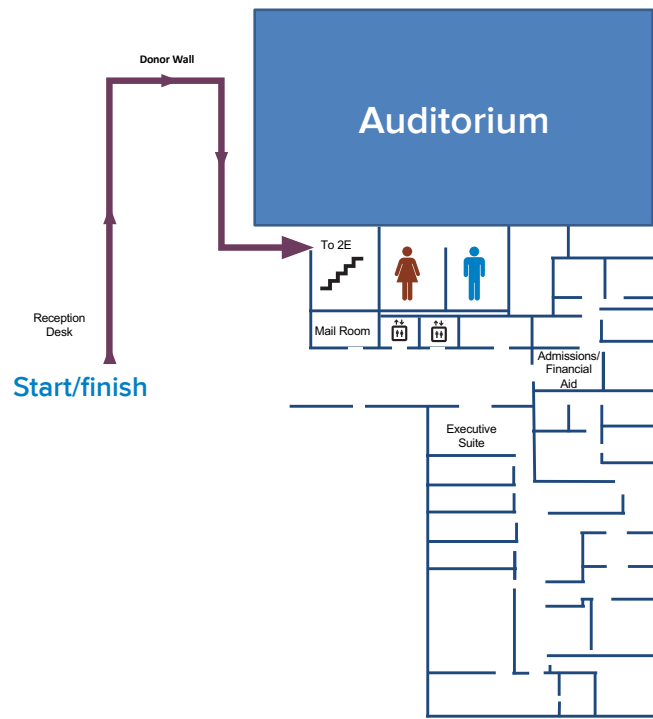 Donor Wall
Auditorium
To 2E
Reception
Desk
Mail Room
Start/finish
Admissions/
Financial
Aid
Executive
Suite